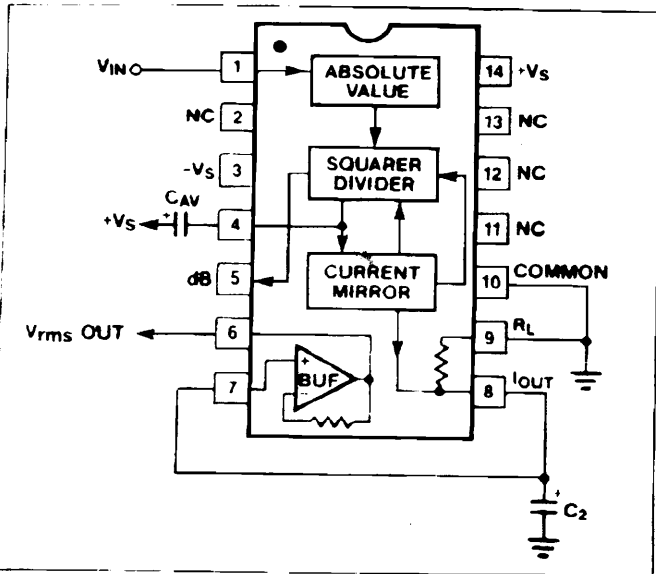 VIN
1
ABSOLUTE
VALUE
14
+VS
NC
2
13
NC
-VS
3
SQUARER
DIVIDER
12
NC
CAV
+
+VS
4
11
NC
dB
5
CURRENT
MIRROR
10
COMMON
Vrms OUT
6
9
RL
7
+
BUF
-
8
IOUT
+
C2